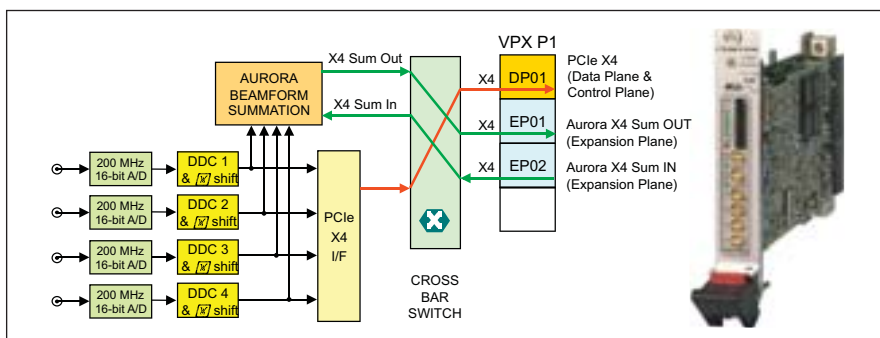 X4 Sum Out
X4 Sum In
AURORA
BEAMFORM
SUMMATION
200 MHz
16-bit A/D
DDC 1
& shift
200 MHz
16-bit A/D
DDC 2
& shift
200 MHz
16-bit A/D
DDC 3
& shift
200 MHz
16-bit A/D
DDC 4
& shift
PCIe
X4
I/F
CROSS
BAR
SWITCH
VPX P1
X4
DP01
X4
EP01
X4
EP02
PCIe X4
(Data Plane &
Control Plane)
Aurora X4 Sum OUT
(Expansion Plane)
Aurora X4 Sum IN
(Expansion Plane)